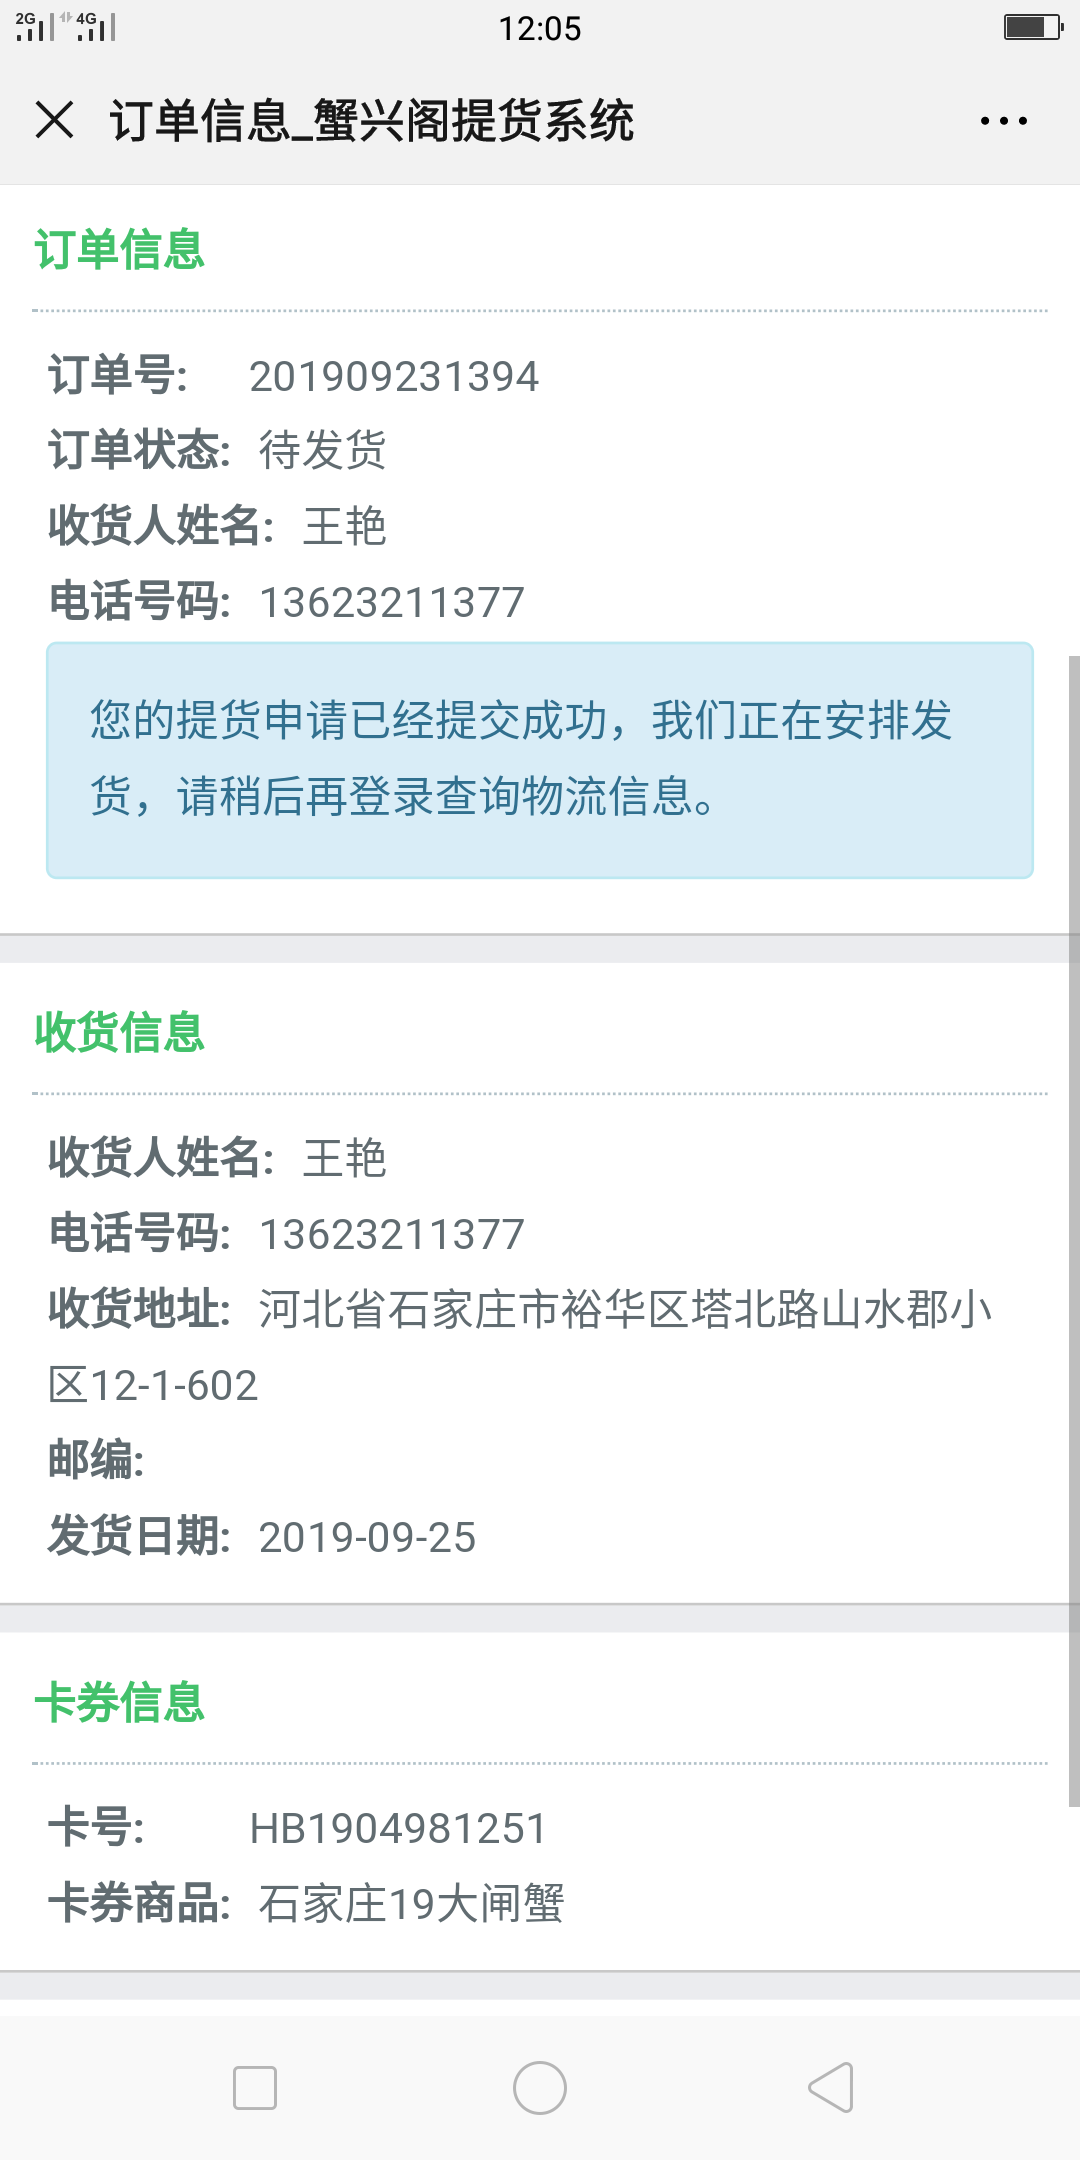 2G 4G 12:05
订单信息_蟹兴阁提货系统
订单信息
订单号: 201909231394
订单状态: 待发货
收货人姓名: 王艳
电话号码: 13623211377
您的提货申请已经提交成功，我们正在安排发
货，请稍后再登录查询物流信息。
收货信息
收货人姓名: 王艳
电话号码: 13623211377
收货地址: 河北省石家庄市裕华区塔北路山水郡小
区12-1-602
邮编:
发货日期: 2019-09-25
卡券信息
卡号: HB1904981251
卡券商品: 石家庄19大闸蟹